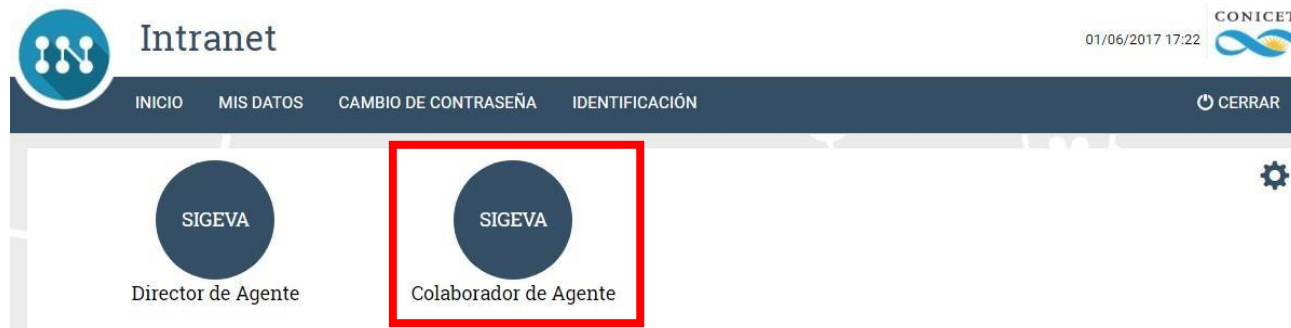 IN
Intranet
01/06/2017 17:22
CONICET
INICIO MIS DATOS CAMBIO DE CONTRASEÑA IDENTIFICACIÓN CERRAR
SIGEVA SIGEVA
Director de Agente Colaborador de Agente